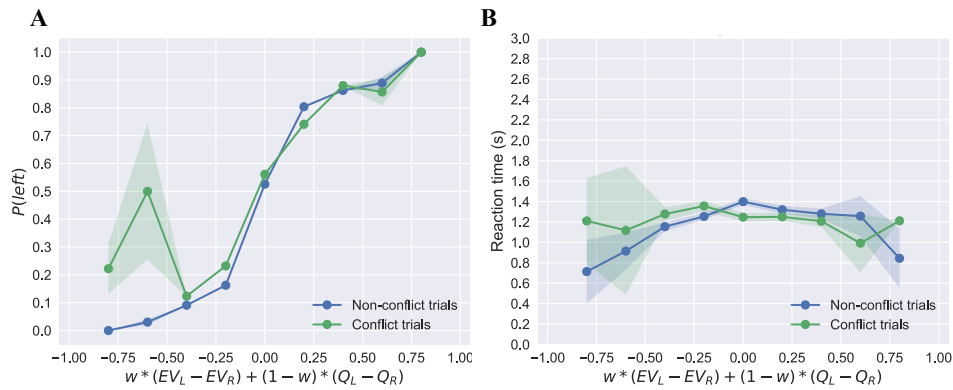 A
1.0
0.9
0.8
0.7
0.6
0.5
0.4
0.3
0.2
0.1
0.0
P(left)
Non-conflict trials
Conflict trials
−1.00 −0.75 −0.50 −0.25 0.00 0.25 0.50 0.75 1.00
w * (EV_L − EV_R) + (1 − w) * (Q_L − Q_R)
B
3.0
2.8
2.6
2.4
2.2
2.0
1.8
1.6
1.4
1.2
1.0
0.8
0.6
0.4
0.2
0.0
Reaction time (s)
Non-conflict trials
Conflict trials
−1.00 −0.75 −0.50 −0.25 0.00 0.25 0.50 0.75 1.00
w * (EV_L − EV_R) + (1 − w) * (Q_L − Q_R)